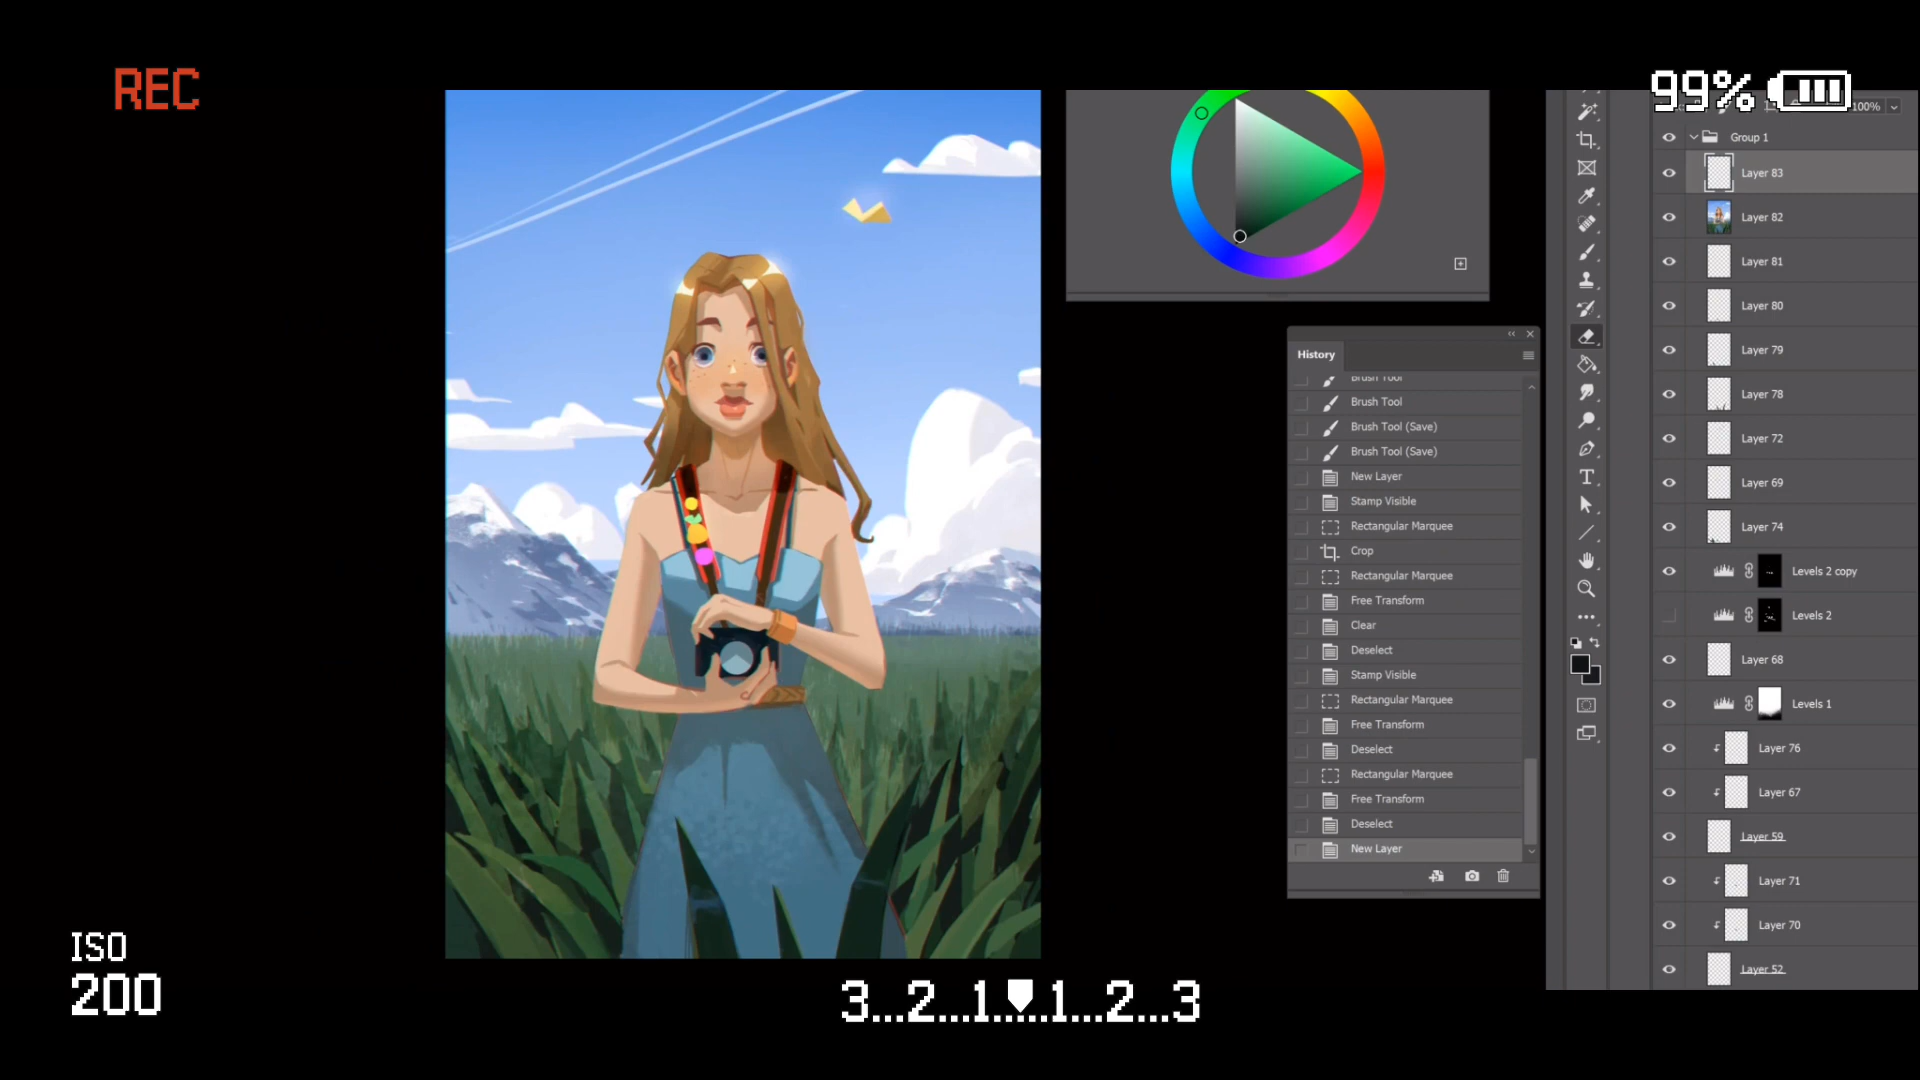 REC
99%
100%
Group 1
Layer 83
Layer 82
Layer 81
Layer 80
Layer 79
Layer 78
Layer 72
Layer 69
Layer 74
Levels 2 copy
Levels 2
Layer 68
Levels 1
Layer 76
Layer 67
Layer 59
Layer 71
Layer 70
Layer 52
History
Brush Tool
Brush Tool
Brush Tool (Save)
Brush Tool (Save)
New Layer
Stamp Visible
Rectangular Marquee
Crop
Rectangular Marquee
Free Transform
Clear
Deselect
Stamp Visible
Rectangular Marquee
Free Transform
Deselect
Rectangular Marquee
Free Transform
Deselect
New Layer
ISO
200
3...2...1...1...2...3